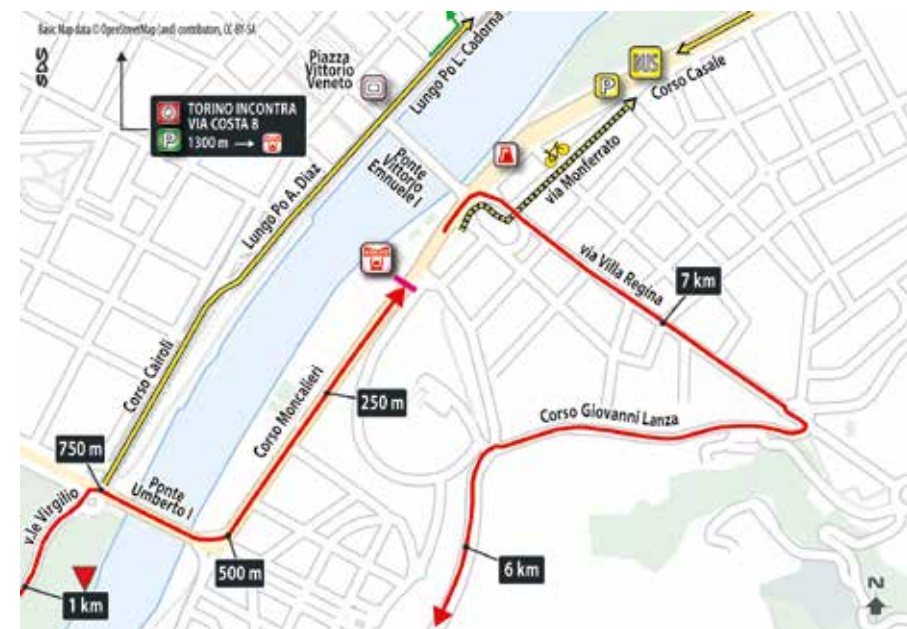 Basic Map data © OpenStreetMap (and) contributors, CC-BY-SA
SDS
Piazza
Vittorio
Veneto
Lungo Po L. Cadorna
BUS
P
Corso Casale
TORINO INCONTRA
VIA COSTA 8
P 1300 m →
Ponte
Vittorio
Emnuele I
via Monferrato
Lungo Po A. Diaz
via Villa Regina
7 km
Corso Cairoli
Corso Moncalieri
250 m
Corso Giovanni Lanza
750 m
Ponte
Umberto I
v.le Virgilio
500 m
6 km
1 km
N